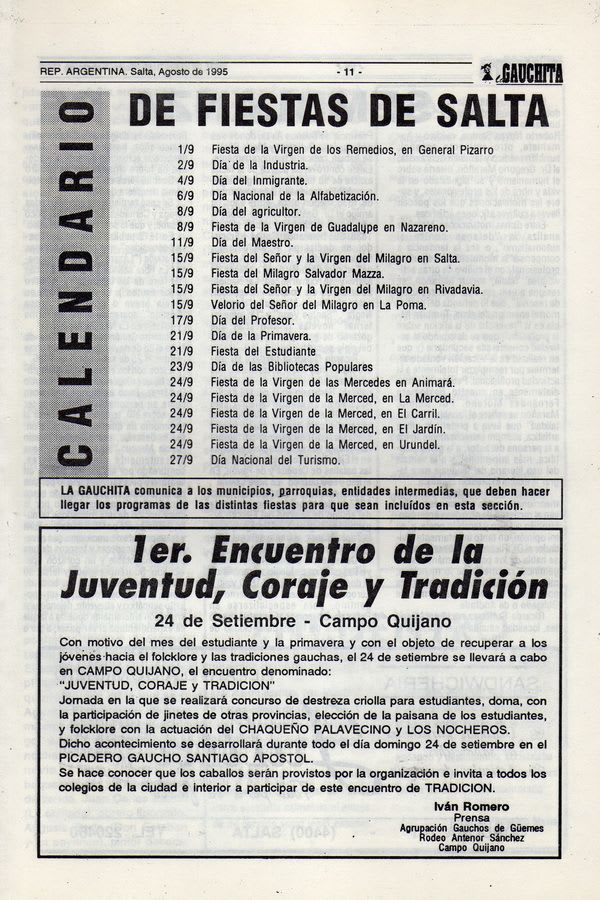 REP. ARGENTINA. Salta, Agosto de 1995 - 11 - La GAUCHITA
CALENDARIO
DE FIESTAS DE SALTA
1/9 Fiesta de la Virgen de los Remedios, en General Pizarro
2/9 Día de la Industria.
4/9 Día del Inmigrante.
6/9 Día Nacional de la Alfabetización.
8/9 Día del agricultor.
8/9 Fiesta de la Virgen de Guadalupe en Nazareno.
11/9 Día del Maestro.
15/9 Fiesta del Señor y la Virgen del Milagro en Salta.
15/9 Fiesta del Milagro Salvador Mazza.
15/9 Fiesta del Señor y la Virgen del Milagro en Rivadavia.
15/9 Velorio del Señor del Milagro en La Poma.
17/9 Día del Profesor.
21/9 Día de la Primavera.
21/9 Fiesta del Estudiante
23/9 Día de las Bibliotecas Populares
24/9 Fiesta de la Virgen de las Mercedes en Animará.
24/9 Fiesta de la Virgen de la Merced, en La Merced.
24/9 Fiesta de la Virgen de la Merced, en El Carril.
24/9 Fiesta de la Virgen de la Merced, en El Jardín.
24/9 Fiesta de la Virgen de la Merced, en Urundel.
27/9 Día Nacional del Turismo.
LA GAUCHITA comunica a los municipios, parroquias, entidades intermedias, que deben hacer
llegar los programas de las distintas fiestas para que sean incluídos en esta sección.
1er. Encuentro de la
Juventud, Coraje y Tradición
24 de Setiembre - Campo Quijano
Con motivo del mes del estudiante y la primavera y con el objeto de recuperar a los
jóvenes hacia el folcklore y las tradiciones gauchas, el 24 de setiembre se llevará a cabo
en CAMPO QUIJANO, el encuentro denominado:
"JUVENTUD, CORAJE y TRADICION"
Jornada en la que se realizará concurso de destreza criolla para estudiantes, doma, con
la participación de jinetes de otras provincias, elección de la paisana de los estudiantes,
y folcklore con la actuación del CHAQUEÑO PALAVECINO y LOS NOCHEROS.
Dicho acontecimiento se desarrollará durante todo el día domingo 24 de setiembre en el
PICADERO GAUCHO SANTIAGO APOSTOL.
Se hace conocer que los caballos serán provistos por la organización e invita a todos los
colegios de la ciudad e interior a participar de este encuentro de TRADICION.
Iván Romero
Prensa
Agrupación Gauchos de Güemes
Rodeo Antenor Sánchez
Campo Quijano